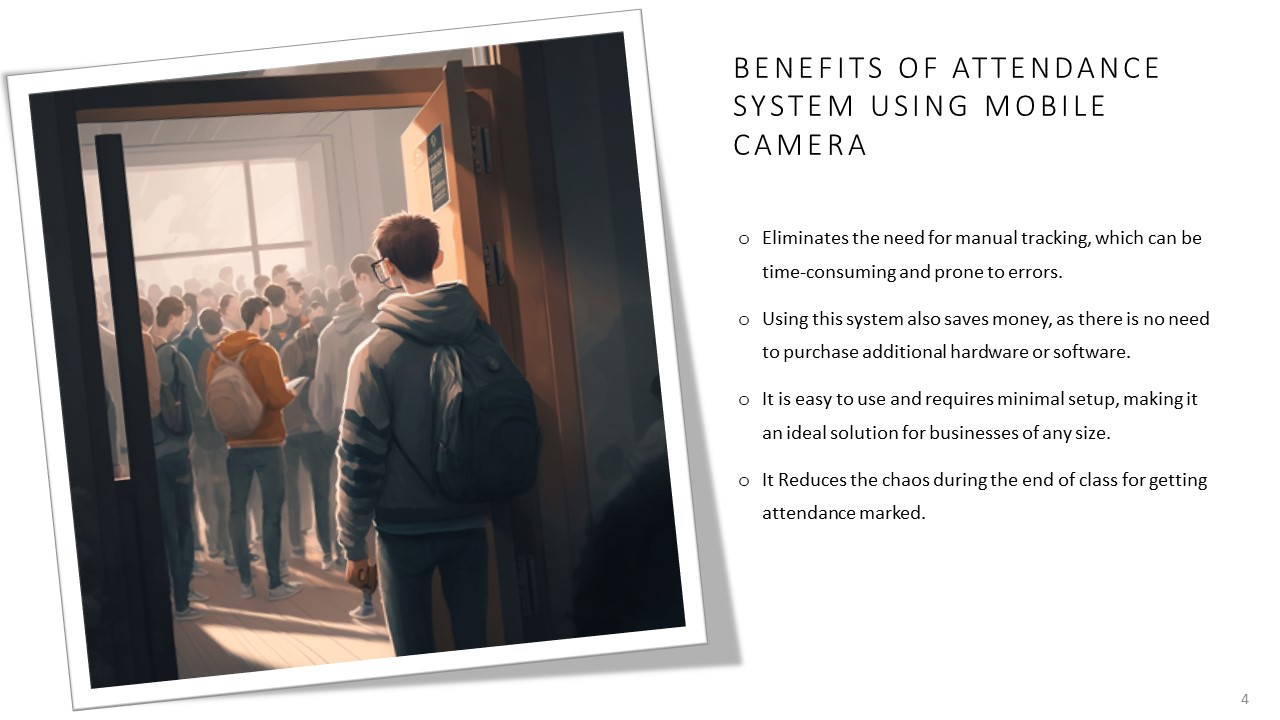 BENEFITS OF ATTENDANCE
SYSTEM USING MOBILE
CAMERA
o Eliminates the need for manual tracking, which can be
time-consuming and prone to errors.
o Using this system also saves money, as there is no need
to purchase additional hardware or software.
o It is easy to use and requires minimal setup, making it
an ideal solution for businesses of any size.
o It Reduces the chaos during the end of class for getting
attendance marked.
4